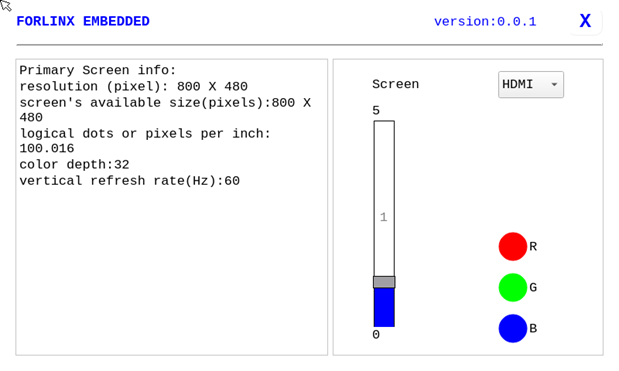 FORLINX EMBEDDED
version:0.0.1
X
Primary Screen info:
resolution (pixel): 800 X 480
screen's available size(pixels):800 X
480
logical dots or pixels per inch:
100.016
color depth:32
vertical refresh rate(Hz):60
Screen
HDMI
5
1
0
R
G
B